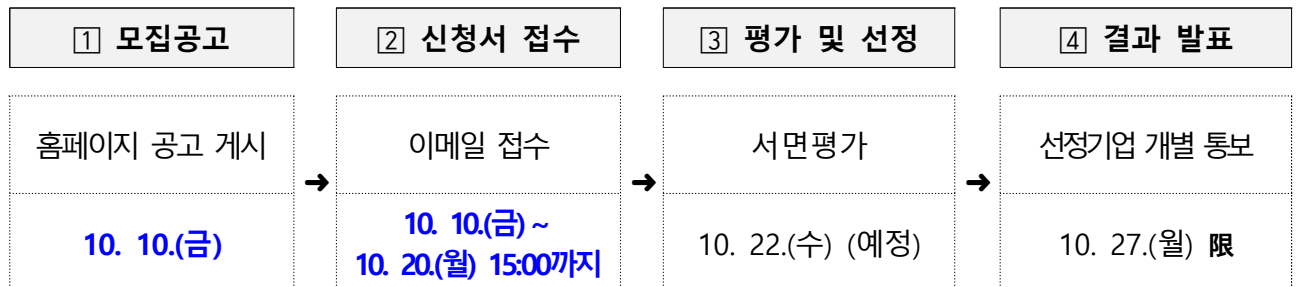 1 모집공고
2 신청서 접수
3 평가 및 선정
4 결과 발표
홈페이지 공고 게시
➜
이메일 접수
➜
서면평가
➜
선정기업 개별 통보
10. 10.(금)
10. 10.(금) ~
10. 20.(월) 15:00까지
10. 22.(수) (예정)
10. 27.(월) 限